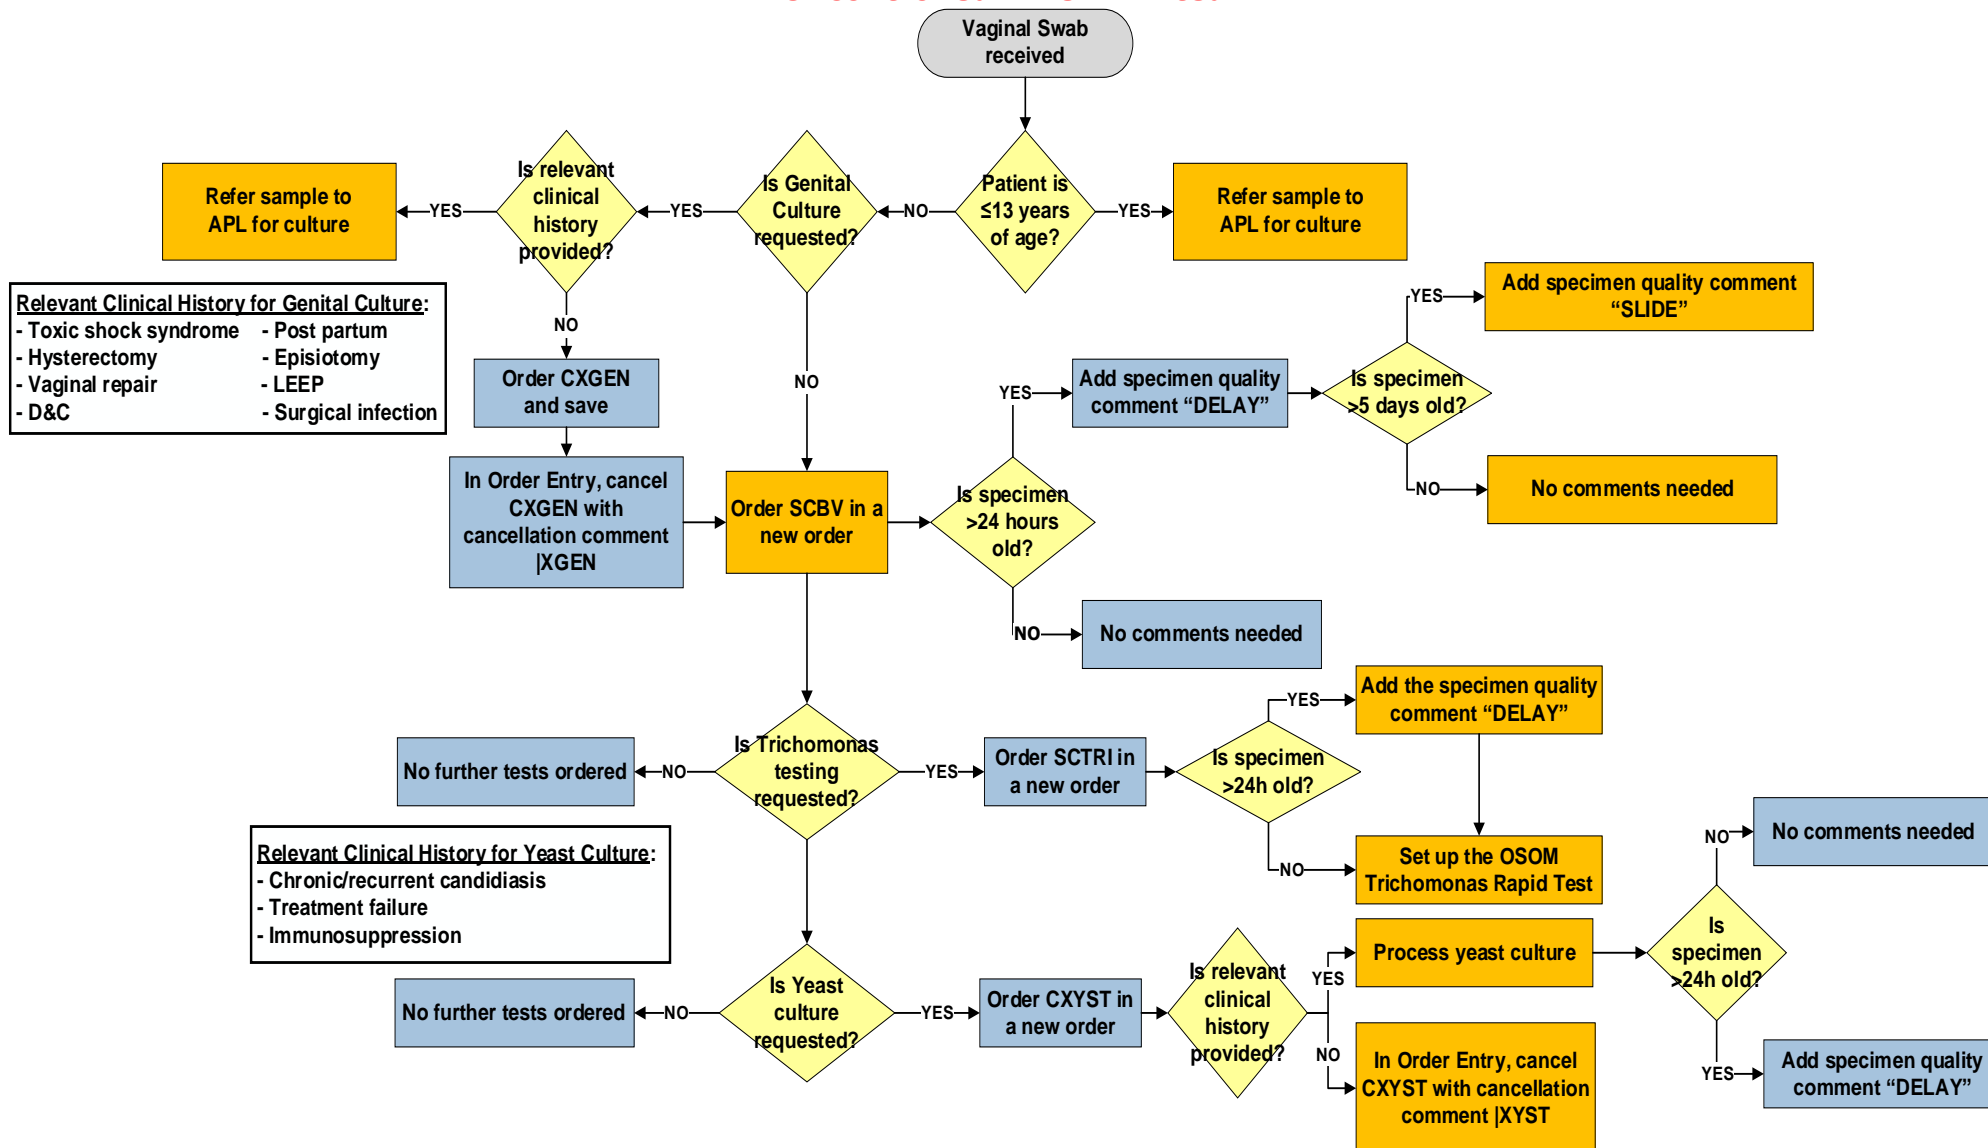 Vaginal Swab
received
Patient is
≤13 years
of age?
YES
Refer sample to
APL for culture
NO
Is Genital
Culture
requested?
YES
Is relevant
clinical
history
provided?
YES
Refer sample to
APL for culture
Relevant Clinical History for Genital Culture:
- Toxic shock syndrome - Post partum
- Hysterectomy - Episiotomy
- Vaginal repair - LEEP
- D&C - Surgical infection
NO
Order CXGEN
and save
In Order Entry, cancel
CXGEN with
cancellation comment
|XGEN
NO
Order SCBV in a
new order
Is specimen
>24 hours
old?
YES
Add specimen quality
comment “DELAY”
Is specimen
>5 days old?
YES
Add specimen quality comment
“SLIDE”
NO
No comments needed
NO
No comments needed
Is Trichomonas
testing
requested?
NO
No further tests ordered
YES
Order SCTRI in
a new order
Is specimen
>24h old?
YES
Add the specimen quality
comment “DELAY”
NO
Set up the OSOM
Trichomonas Rapid Test
Relevant Clinical History for Yeast Culture:
- Chronic/recurrent candidiasis
- Treatment failure
- Immunosuppression
Is Yeast
culture
requested?
NO
No further tests ordered
YES
Order CXYST in
a new order
Is relevant
clinical
history
provided?
YES
Process yeast culture
NO
In Order Entry, cancel
CXYST with cancellation
comment |XYST
Is
specimen
>24h old?
NO
No comments needed
YES
Add specimen quality
comment “DELAY”